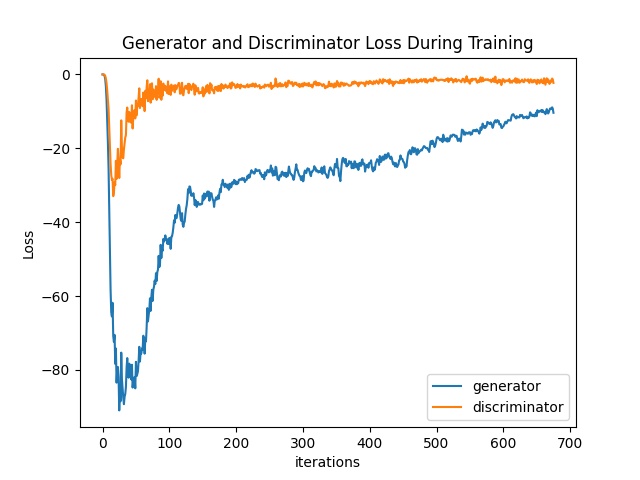 Generator and Discriminator Loss During Training
0
−20
−40
−60
−80
Loss
0 100 200 300 400 500 600 700
iterations
generator
discriminator